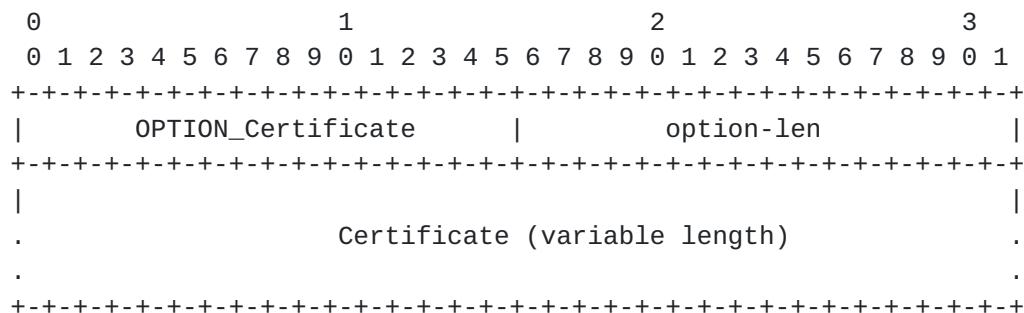 0                   1                   2                   3
 0 1 2 3 4 5 6 7 8 9 0 1 2 3 4 5 6 7 8 9 0 1 2 3 4 5 6 7 8 9 0 1
+-+-+-+-+-+-+-+-+-+-+-+-+-+-+-+-+-+-+-+-+-+-+-+-+-+-+-+-+-+-+-+-+
|       OPTION_Certificate      |         option-len            |
+-+-+-+-+-+-+-+-+-+-+-+-+-+-+-+-+-+-+-+-+-+-+-+-+-+-+-+-+-+-+-+-+
|                                                               |
.                    Certificate (variable length)              .
.                                                               .
+-+-+-+-+-+-+-+-+-+-+-+-+-+-+-+-+-+-+-+-+-+-+-+-+-+-+-+-+-+-+-+-+